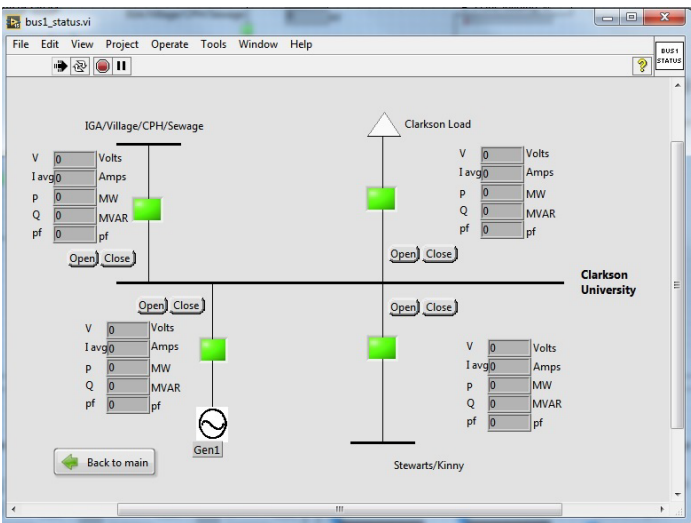 bus1_status.vi
File Edit View Project Operate Tools Window Help
BUS1
STATUS
IGA/Village/CPH/Sewage
V 0 Volts
I avg 0 Amps
P 0 MW
Q 0 MVAR
pf 0 pf
Open Close
Clarkson Load
V 0 Volts
I avg 0 Amps
P 0 MW
Q 0 MVAR
pf 0 pf
Open Close
Clarkson
University
Open Close
V 0 Volts
I avg 0 Amps
P 0 MW
Q 0 MVAR
pf 0 pf
Gen1
Open Close
V 0 Volts
I avg 0 Amps
P 0 MW
Q 0 MVAR
pf 0 pf
Stewarts/Kinny
Back to main